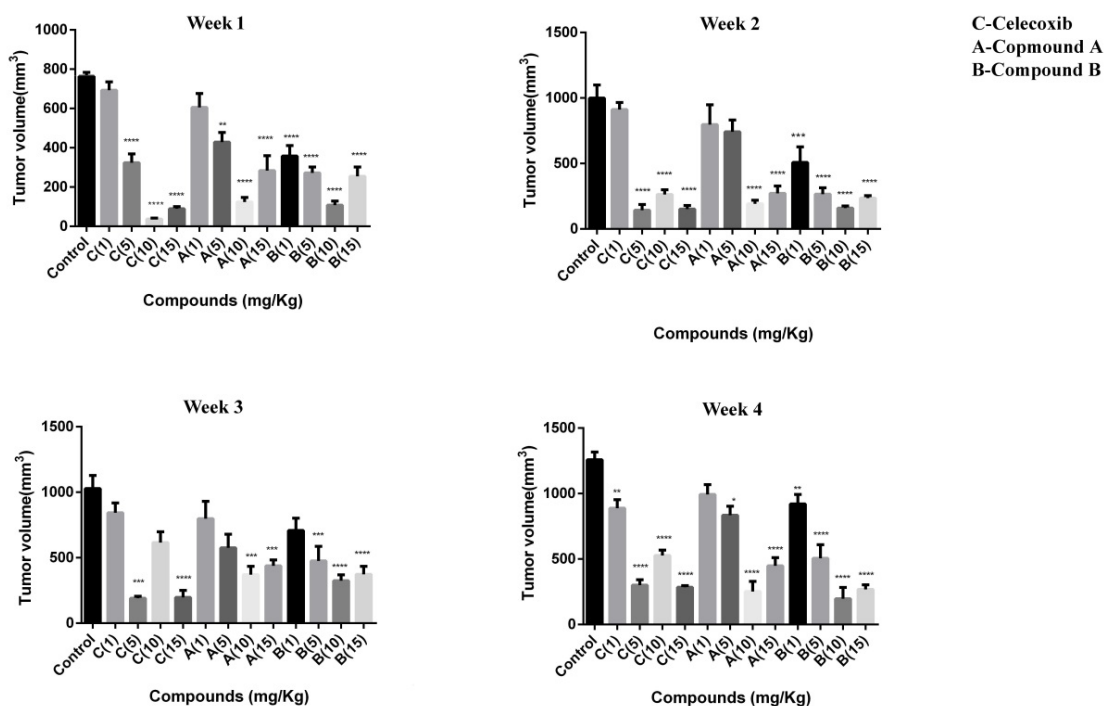 Week 1
Tumor volume(mm³)
1000
800
600
400
200
0
****
****
****
**
****
****
****
****
****
****
Control
C(1)
C(5)
C(10)
C(15)
A(1)
A(5)
A(10)
A(15)
B(1)
B(5)
B(10)
B(15)
Compounds (mg/Kg)
Week 2
Tumor volume(mm³)
1500
1000
500
0
****
****
****
****
****
***
****
****
****
Control
C(1)
C(5)
C(10)
C(15)
A(1)
A(5)
A(10)
A(15)
B(1)
B(5)
B(10)
B(15)
Compounds (mg/Kg)
C-Celecoxib
A-Copmound A
B-Compound B
Week 3
Tumor volume(mm³)
1500
1000
500
0
***
****
***
***
***
****
****
Control
C(1)
C(5)
C(10)
C(15)
A(1)
A(5)
A(10)
A(15)
B(1)
B(5)
B(10)
B(15)
Compounds (mg/Kg)
Week 4
Tumor volume(mm³)
1500
1000
500
0
**
****
****
****
*
****
****
**
****
****
****
Control
C(1)
C(5)
C(10)
C(15)
A(1)
A(5)
A(10)
A(15)
B(1)
B(5)
B(10)
B(15)
Compounds (mg/Kg)